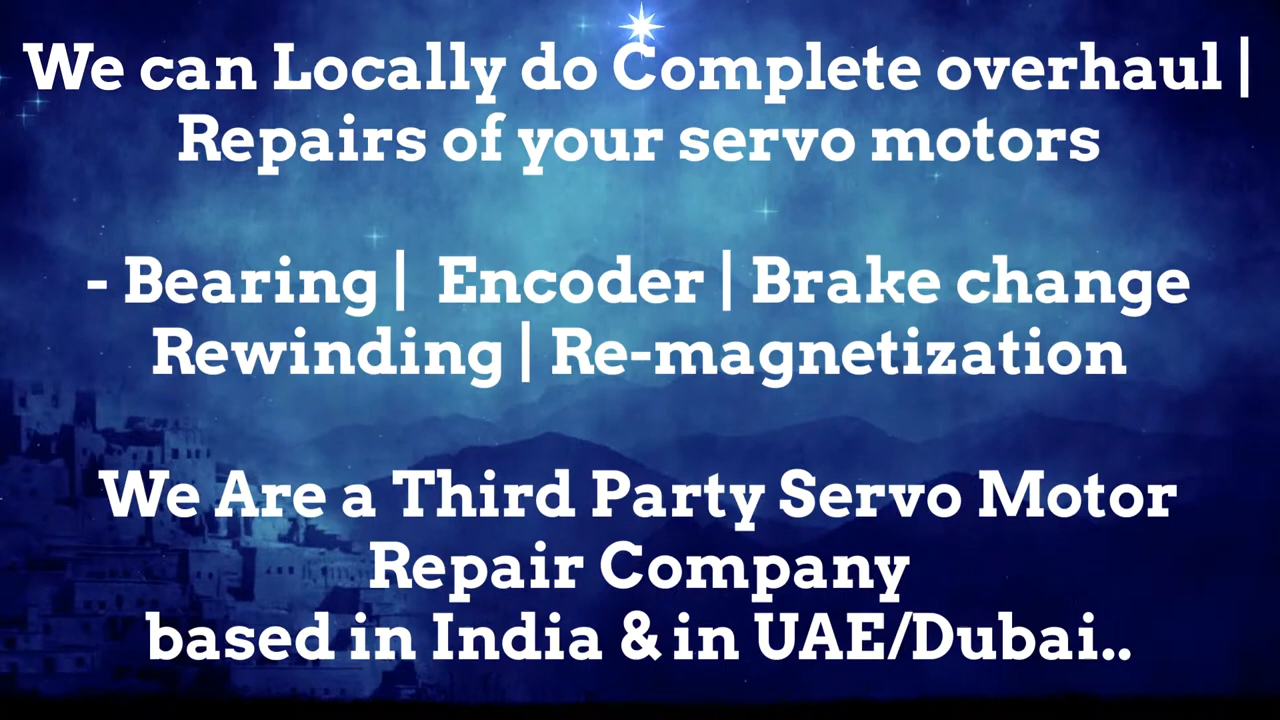 We can Locally do Complete overhaul |
Repairs of your servo motors
- Bearing | Encoder | Brake change
Rewinding | Re-magnetization
We Are a Third Party Servo Motor
Repair Company
based in India & in UAE/Dubai..